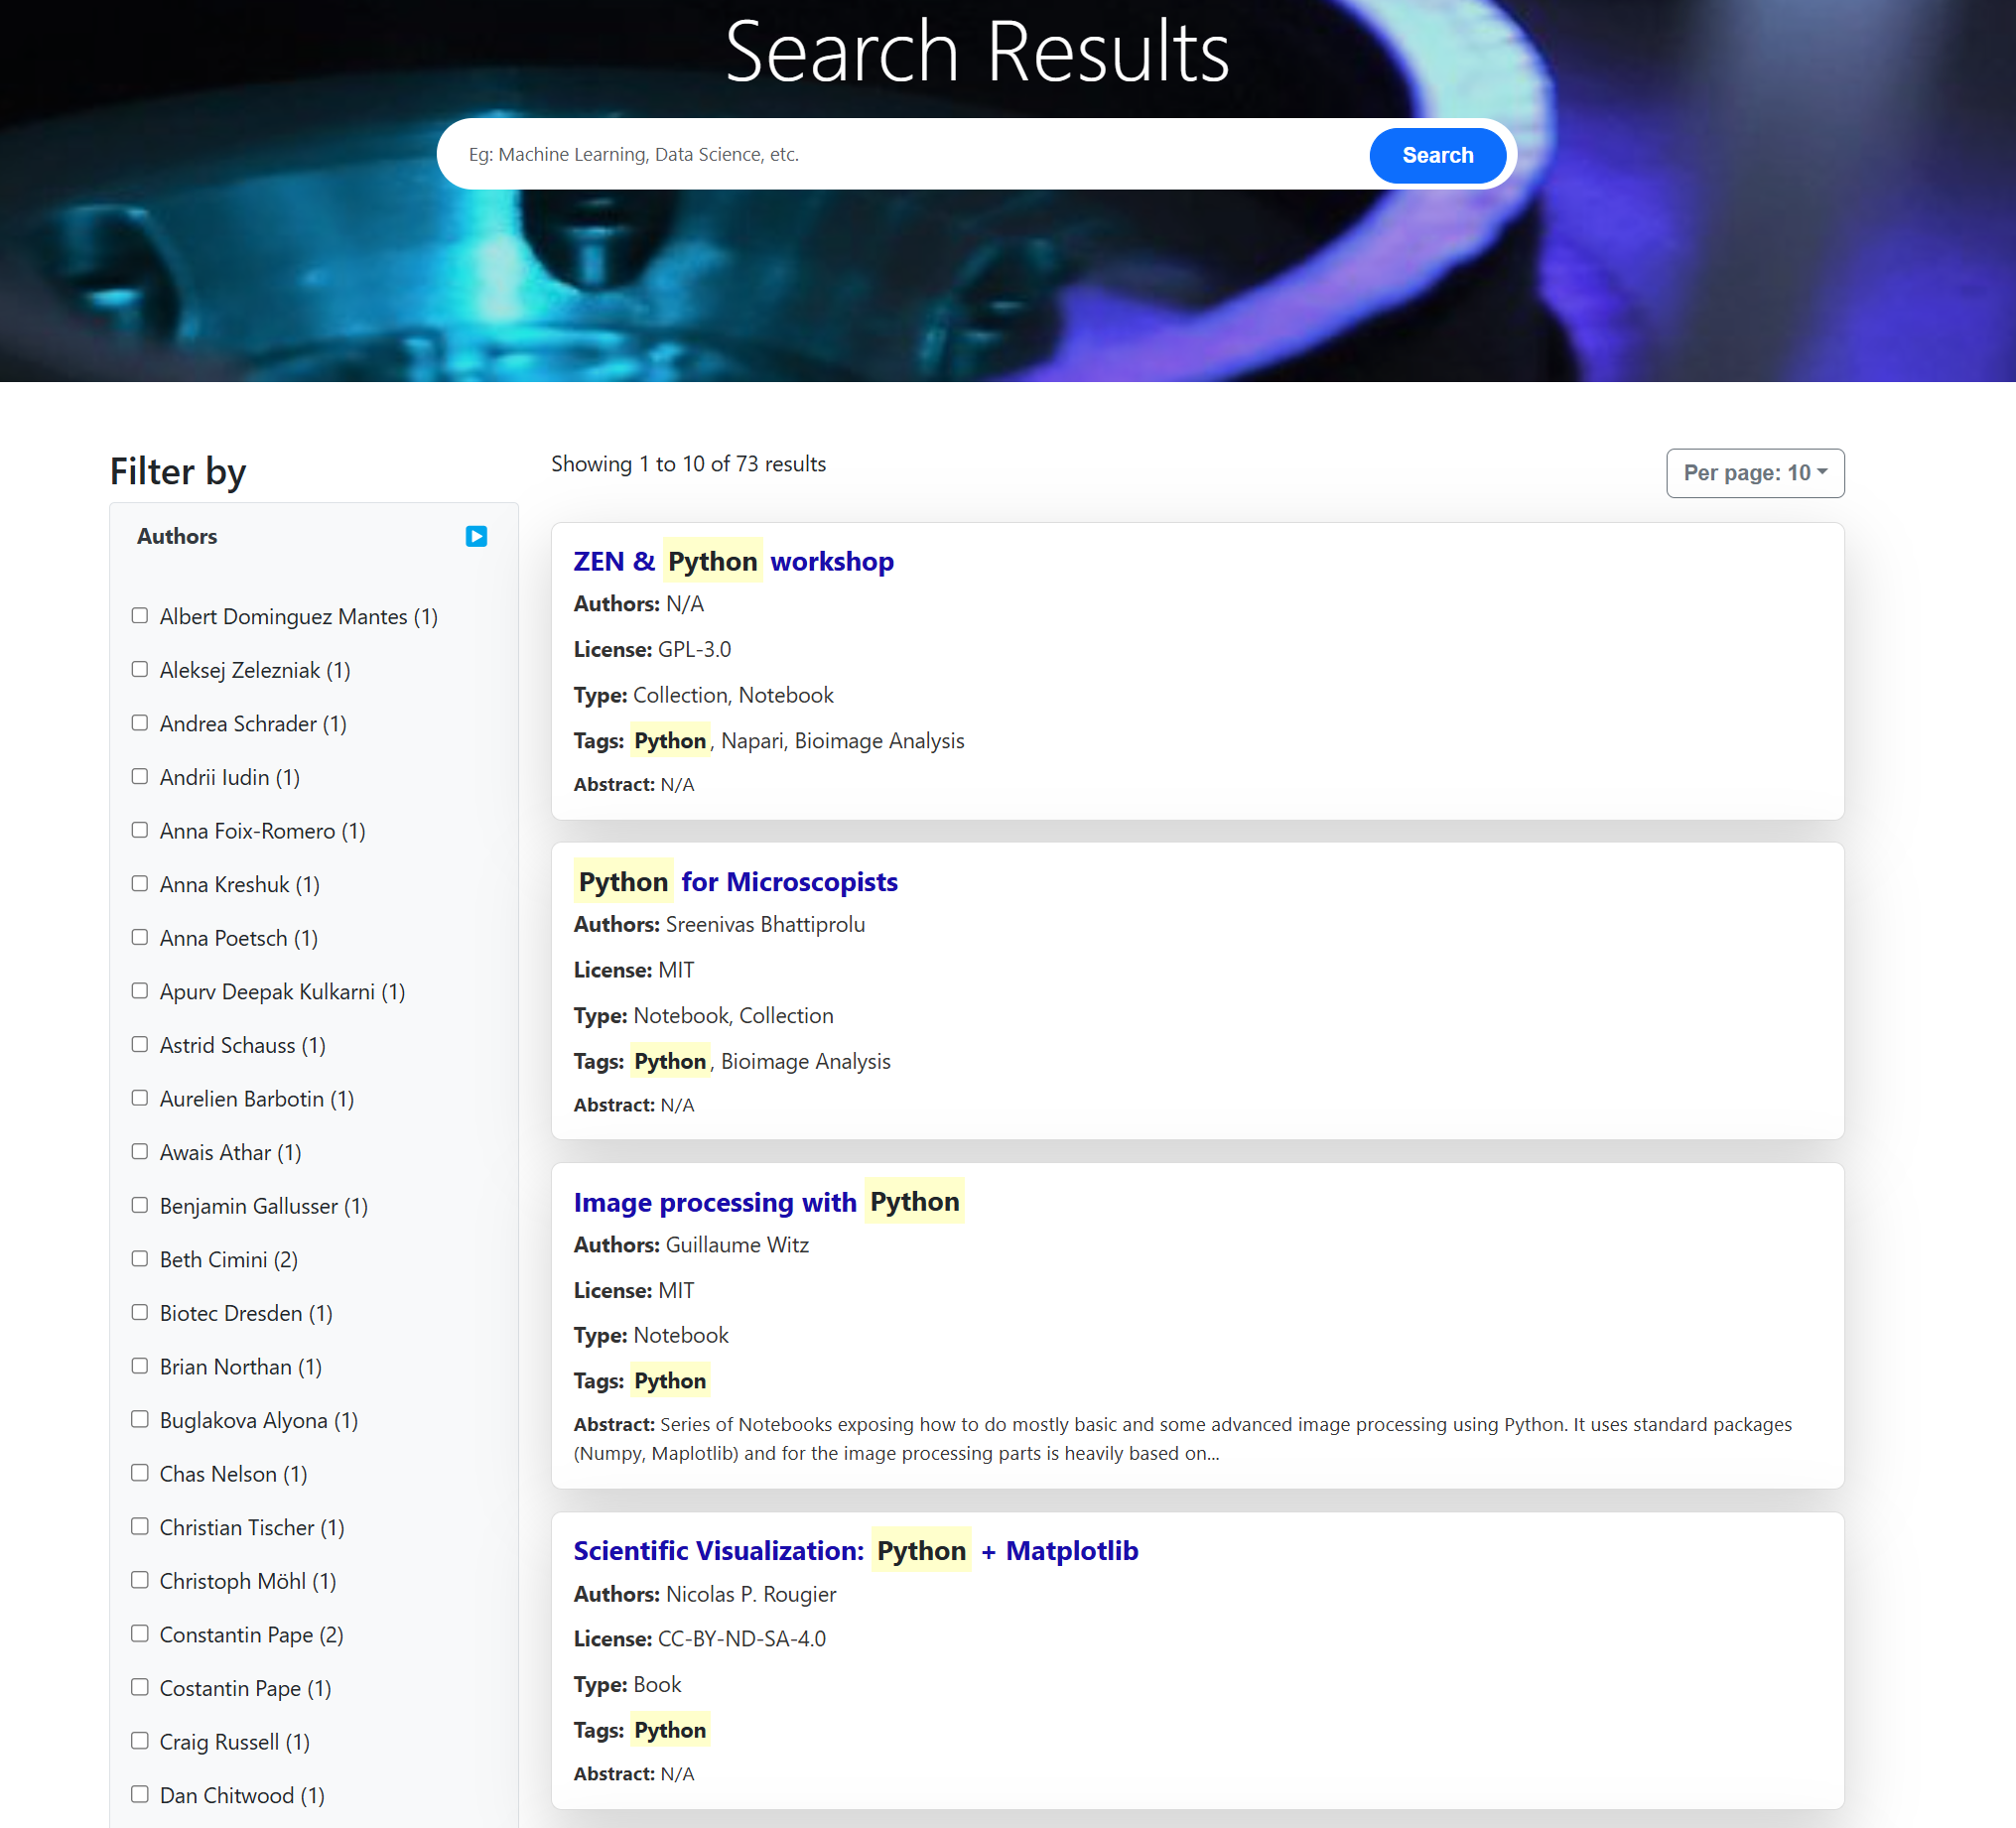 Search Results
Eg: Machine Learning, Data Science, etc.
Search
Filter by
Authors
Albert Dominguez Mantes (1)
Aleksej Zelezniak (1)
Andrea Schrader (1)
Andrii Iudin (1)
Anna Foix-Romero (1)
Anna Kreshuk (1)
Anna Poetsch (1)
Apurv Deepak Kulkarni (1)
Astrid Schauss (1)
Aurelien Barbotin (1)
Awais Athar (1)
Benjamin Gallusser (1)
Beth Cimini (2)
Biotec Dresden (1)
Brian Northan (1)
Buglakova Alyona (1)
Chas Nelson (1)
Christian Tischer (1)
Christoph Möhl (1)
Constantin Pape (2)
Costantin Pape (1)
Craig Russell (1)
Dan Chitwood (1)
Showing 1 to 10 of 73 results
Per page: 10
ZEN & Python workshop
Authors: N/A
License: GPL-3.0
Type: Collection, Notebook
Tags: Python, Napari, Bioimage Analysis
Abstract: N/A
Python for Microscopists
Authors: Sreenivas Bhattiprolu
License: MIT
Type: Notebook, Collection
Tags: Python, Bioimage Analysis
Abstract: N/A
Image processing with Python
Authors: Guillaume Witz
License: MIT
Type: Notebook
Tags: Python
Abstract: Series of Notebooks exposing how to do mostly basic and some advanced image processing using Python. It uses standard packages
(Numpy, Maplotlib) and for the image processing parts is heavily based on...
Scientific Visualization: Python + Matplotlib
Authors: Nicolas P. Rougier
License: CC-BY-ND-SA-4.0
Type: Book
Tags: Python
Abstract: N/A